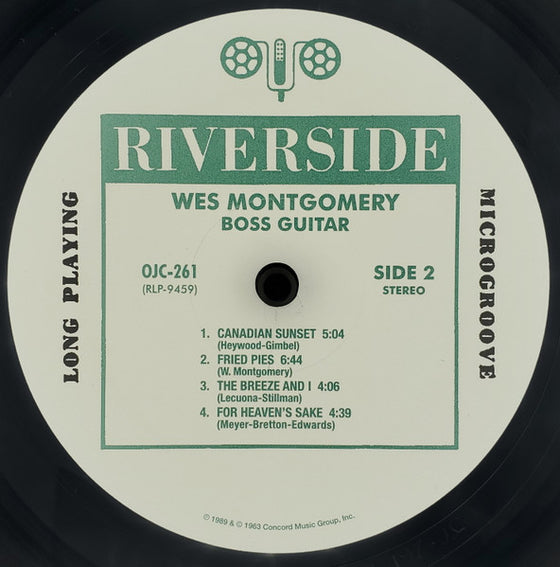 RIVERSIDE
WES MONTGOMERY
BOSS GUITAR
LONG PLAYING
MICROGROOVE
OJC-261
(RLP-9459)
SIDE 2
STEREO
1. CANADIAN SUNSET 5:04
(Heywood-Gimbel)
2. FRIED PIES 6:44
(W. Montgomery)
3. THE BREEZE AND I 4:06
(Lecuona-Stillman)
4. FOR HEAVEN'S SAKE 4:39
(Meyer-Bretton-Edwards)
℗ 1989 & © 1963 Concord Music Group, Inc.